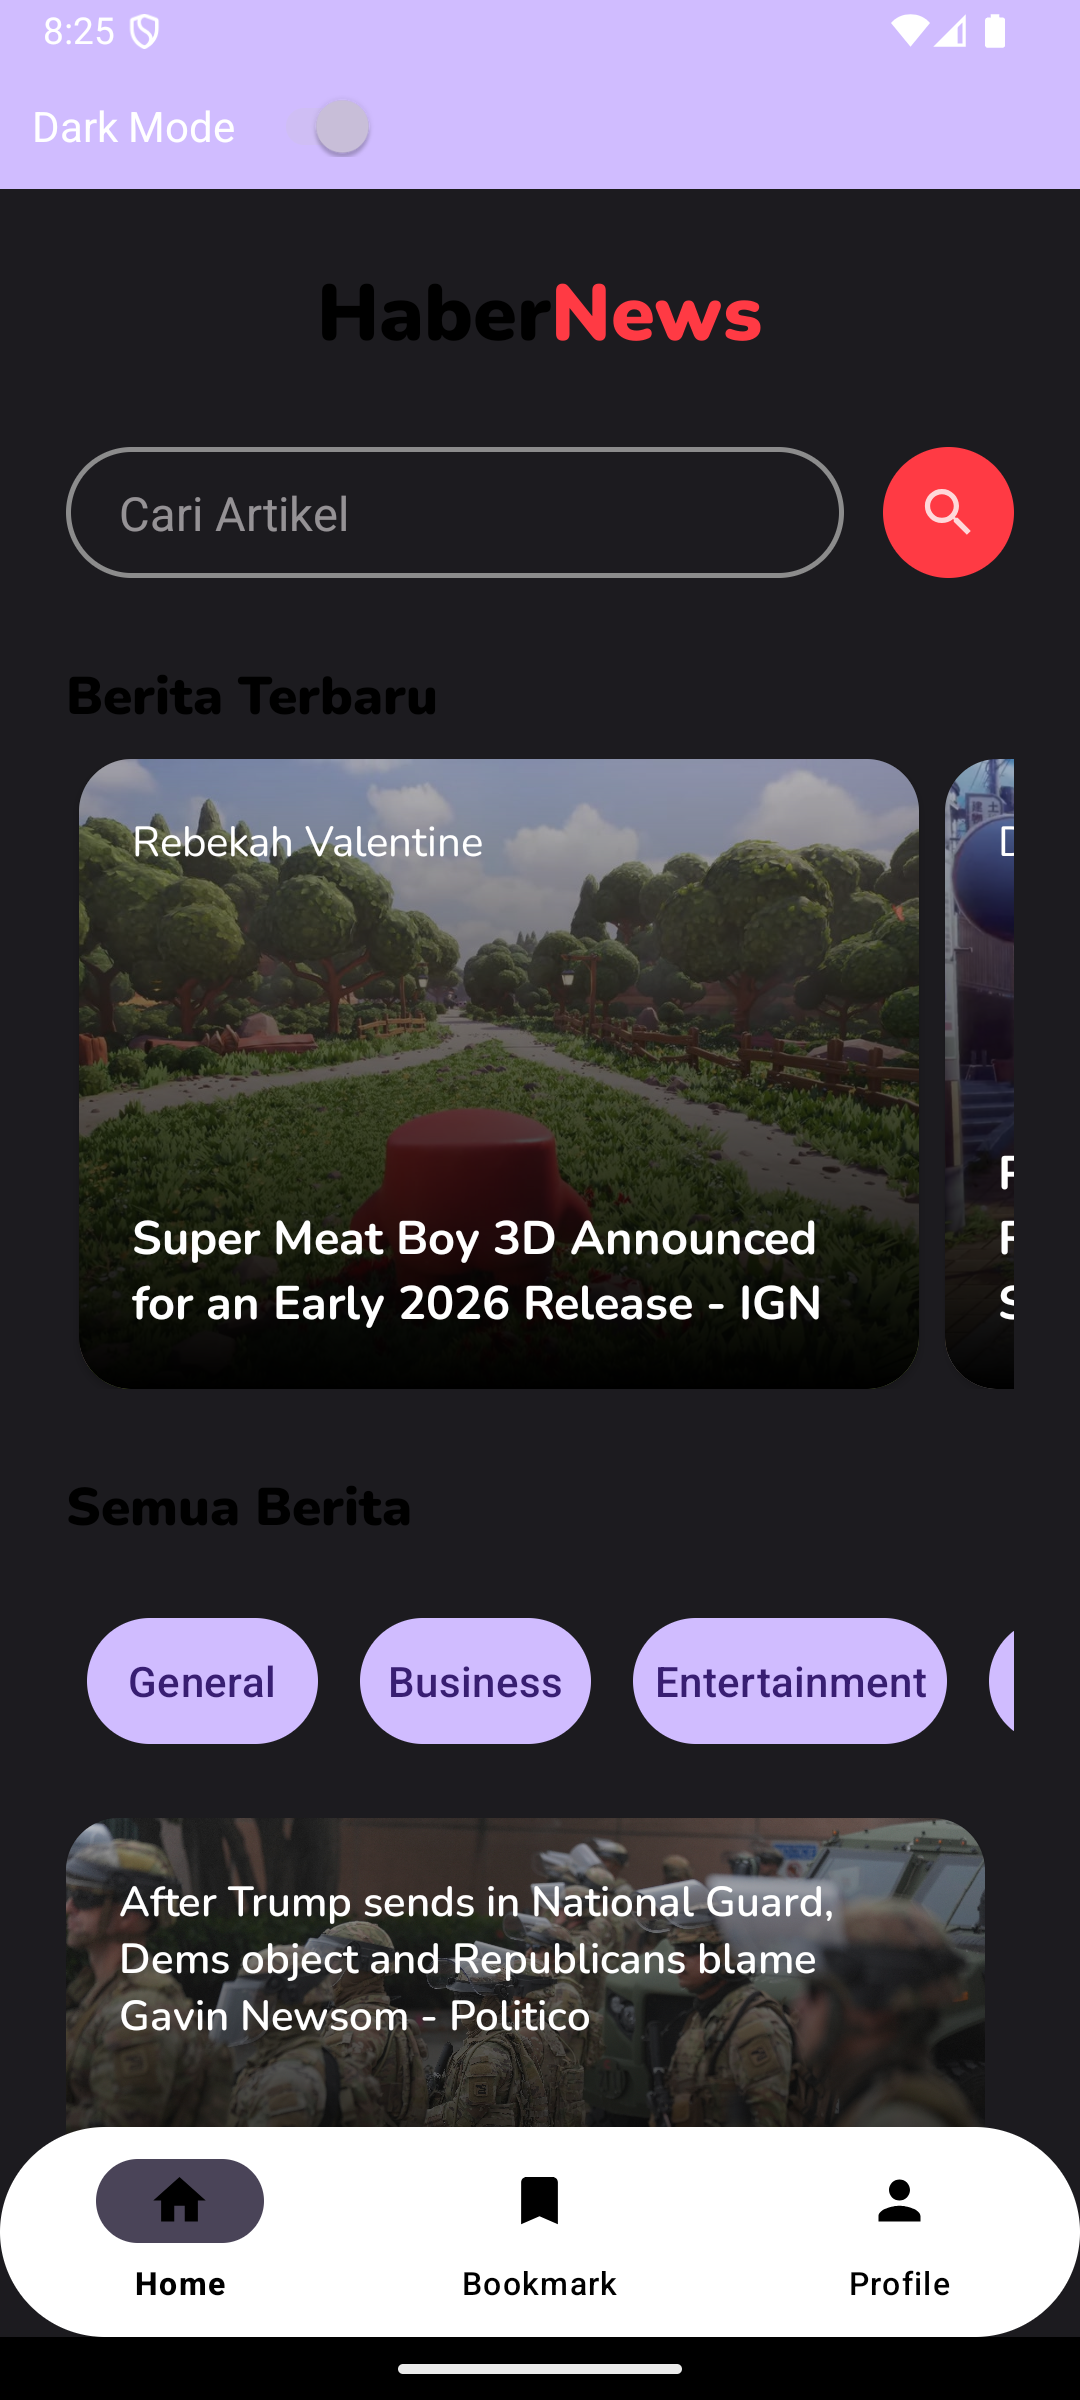 8:25
Dark Mode
HaberNews
Cari Artikel
Berita Terbaru
Rebekah Valentine
Super Meat Boy 3D Announced
for an Early 2026 Release - IGN
Semua Berita
General
Business
Entertainment
After Trump sends in National Guard,
Dems object and Republicans blame
Gavin Newsom - Politico
Home
Bookmark
Profile